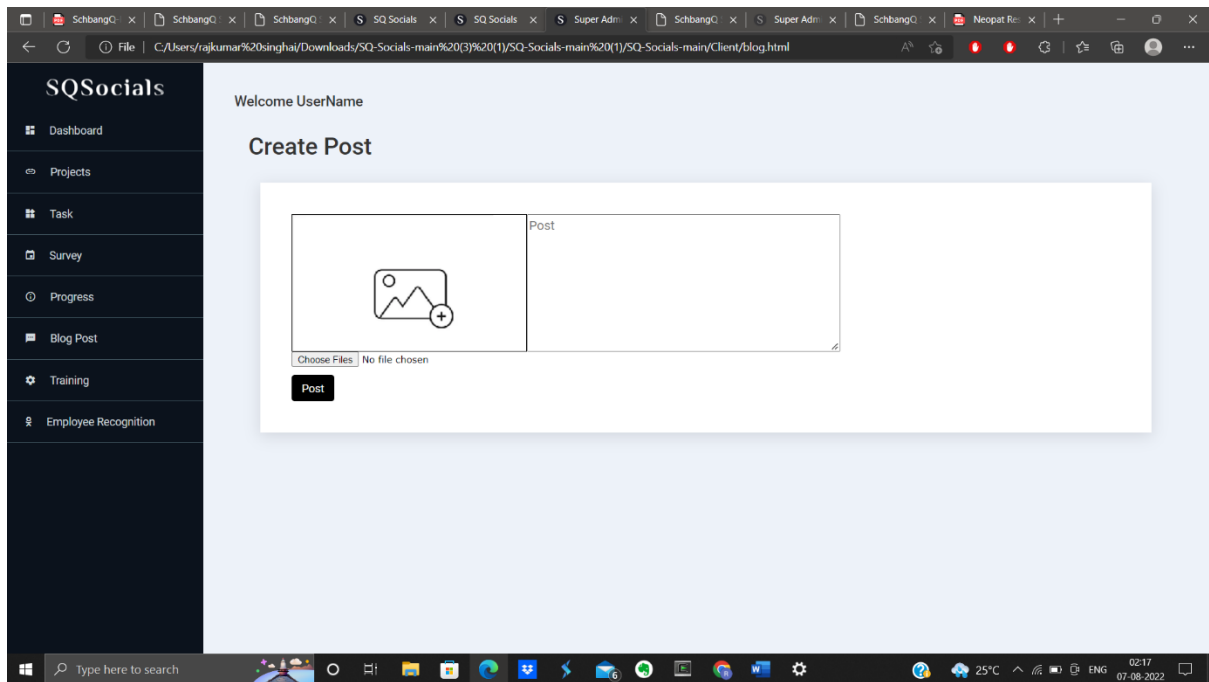 SchbangQ- SchbangQ : SchbangQ : SQ Socials SQ Socials Super Adm SchbangQ : Super Adm SchbangQ : Neopat Res
File C:/Users/rajkumar%20singhai/Downloads/SQ-Socials-main%20(3)%20(1)/SQ-Socials-main%20(1)/SQ-Socials-main/Client/blog.html
SQSocials
Dashboard
Projects
Task
Survey
Progress
Blog Post
Training
Employee Recognition
Welcome UserName
Create Post
Post
Choose Files No file chosen
Post
Type here to search
6
25°C ENG 02:17
07-08-2022